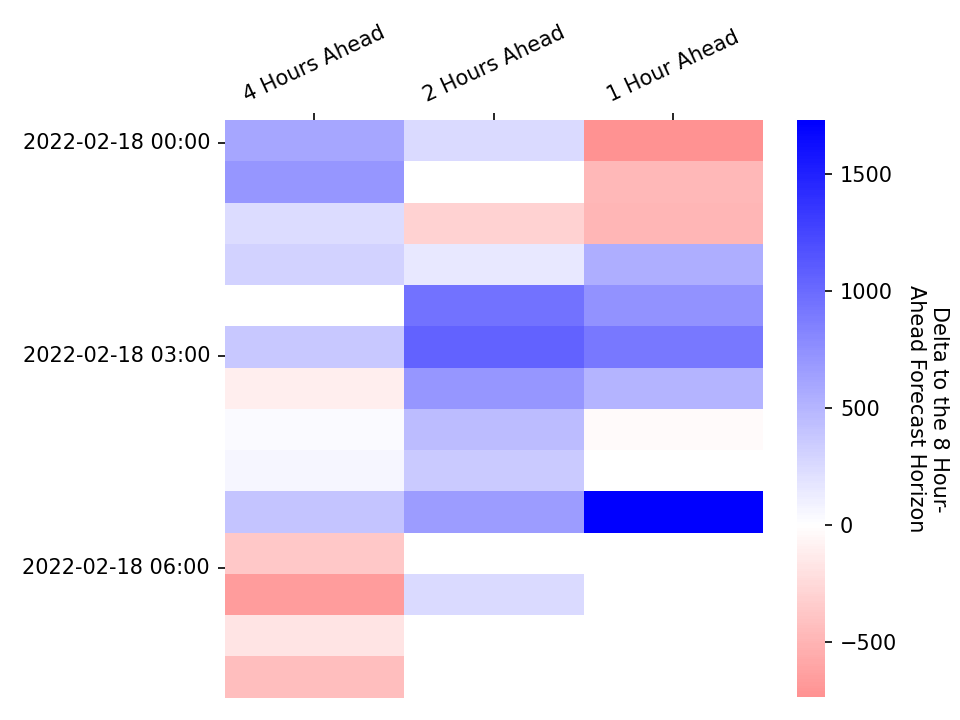 4 Hours Ahead
2 Hours Ahead
1 Hour Ahead
2022-02-18 00:00
2022-02-18 03:00
2022-02-18 06:00
1500
1000
500
0
−500
Delta to the 8 Hour-
Ahead Forecast Horizon